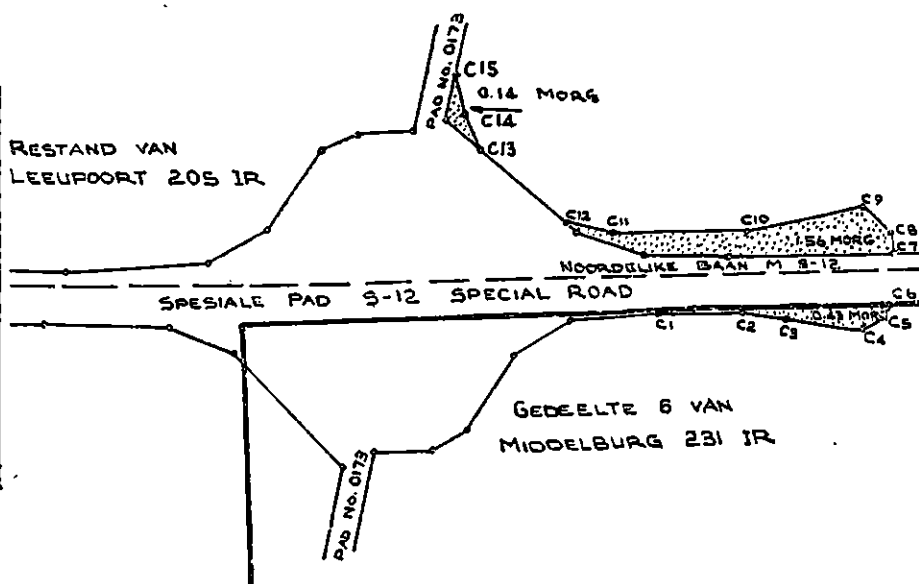 PAD No. 0173
C15
0.14 MORG
C14
C13
RESTAND VAN
LEEUPOORT 205 IR
C12
C11
C10
C9
C8
C7
1.56 MORG
NOORDELIKE BAAN M S-12
SPESIALE PAD S-12 SPECIAL ROAD
C6
C1
C2
C3
0.43 MORG
C5
C4
GEDEELTE 6 VAN
MIDDELBURG 231 IR
PAD No. 0173